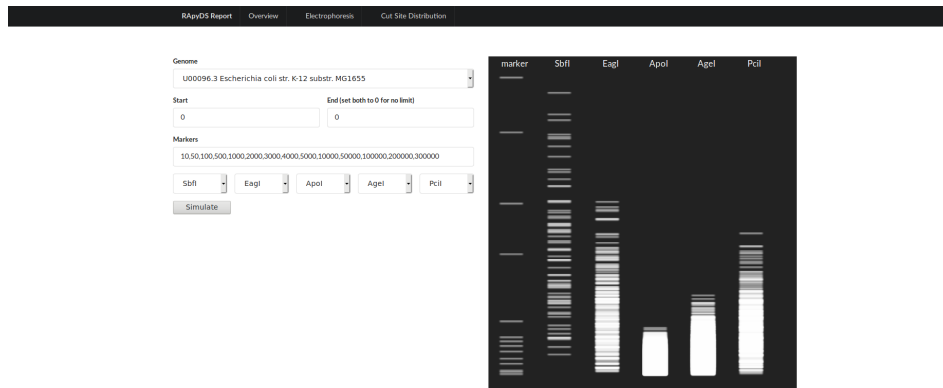 RApyDS Report Overview Electrophoresis Cut Site Distribution
Genome
U00096.3 Escherichia coli str. K-12 substr. MG1655
Start End (set both to 0 for no limit)
0 0
Markers
10,50,100,500,1000,2000,3000,4000,5000,10000,50000,100000,200000,300000
SbfI EagI ApoI AgeI PciI
Simulate
marker SbfI EagI ApoI AgeI PciI